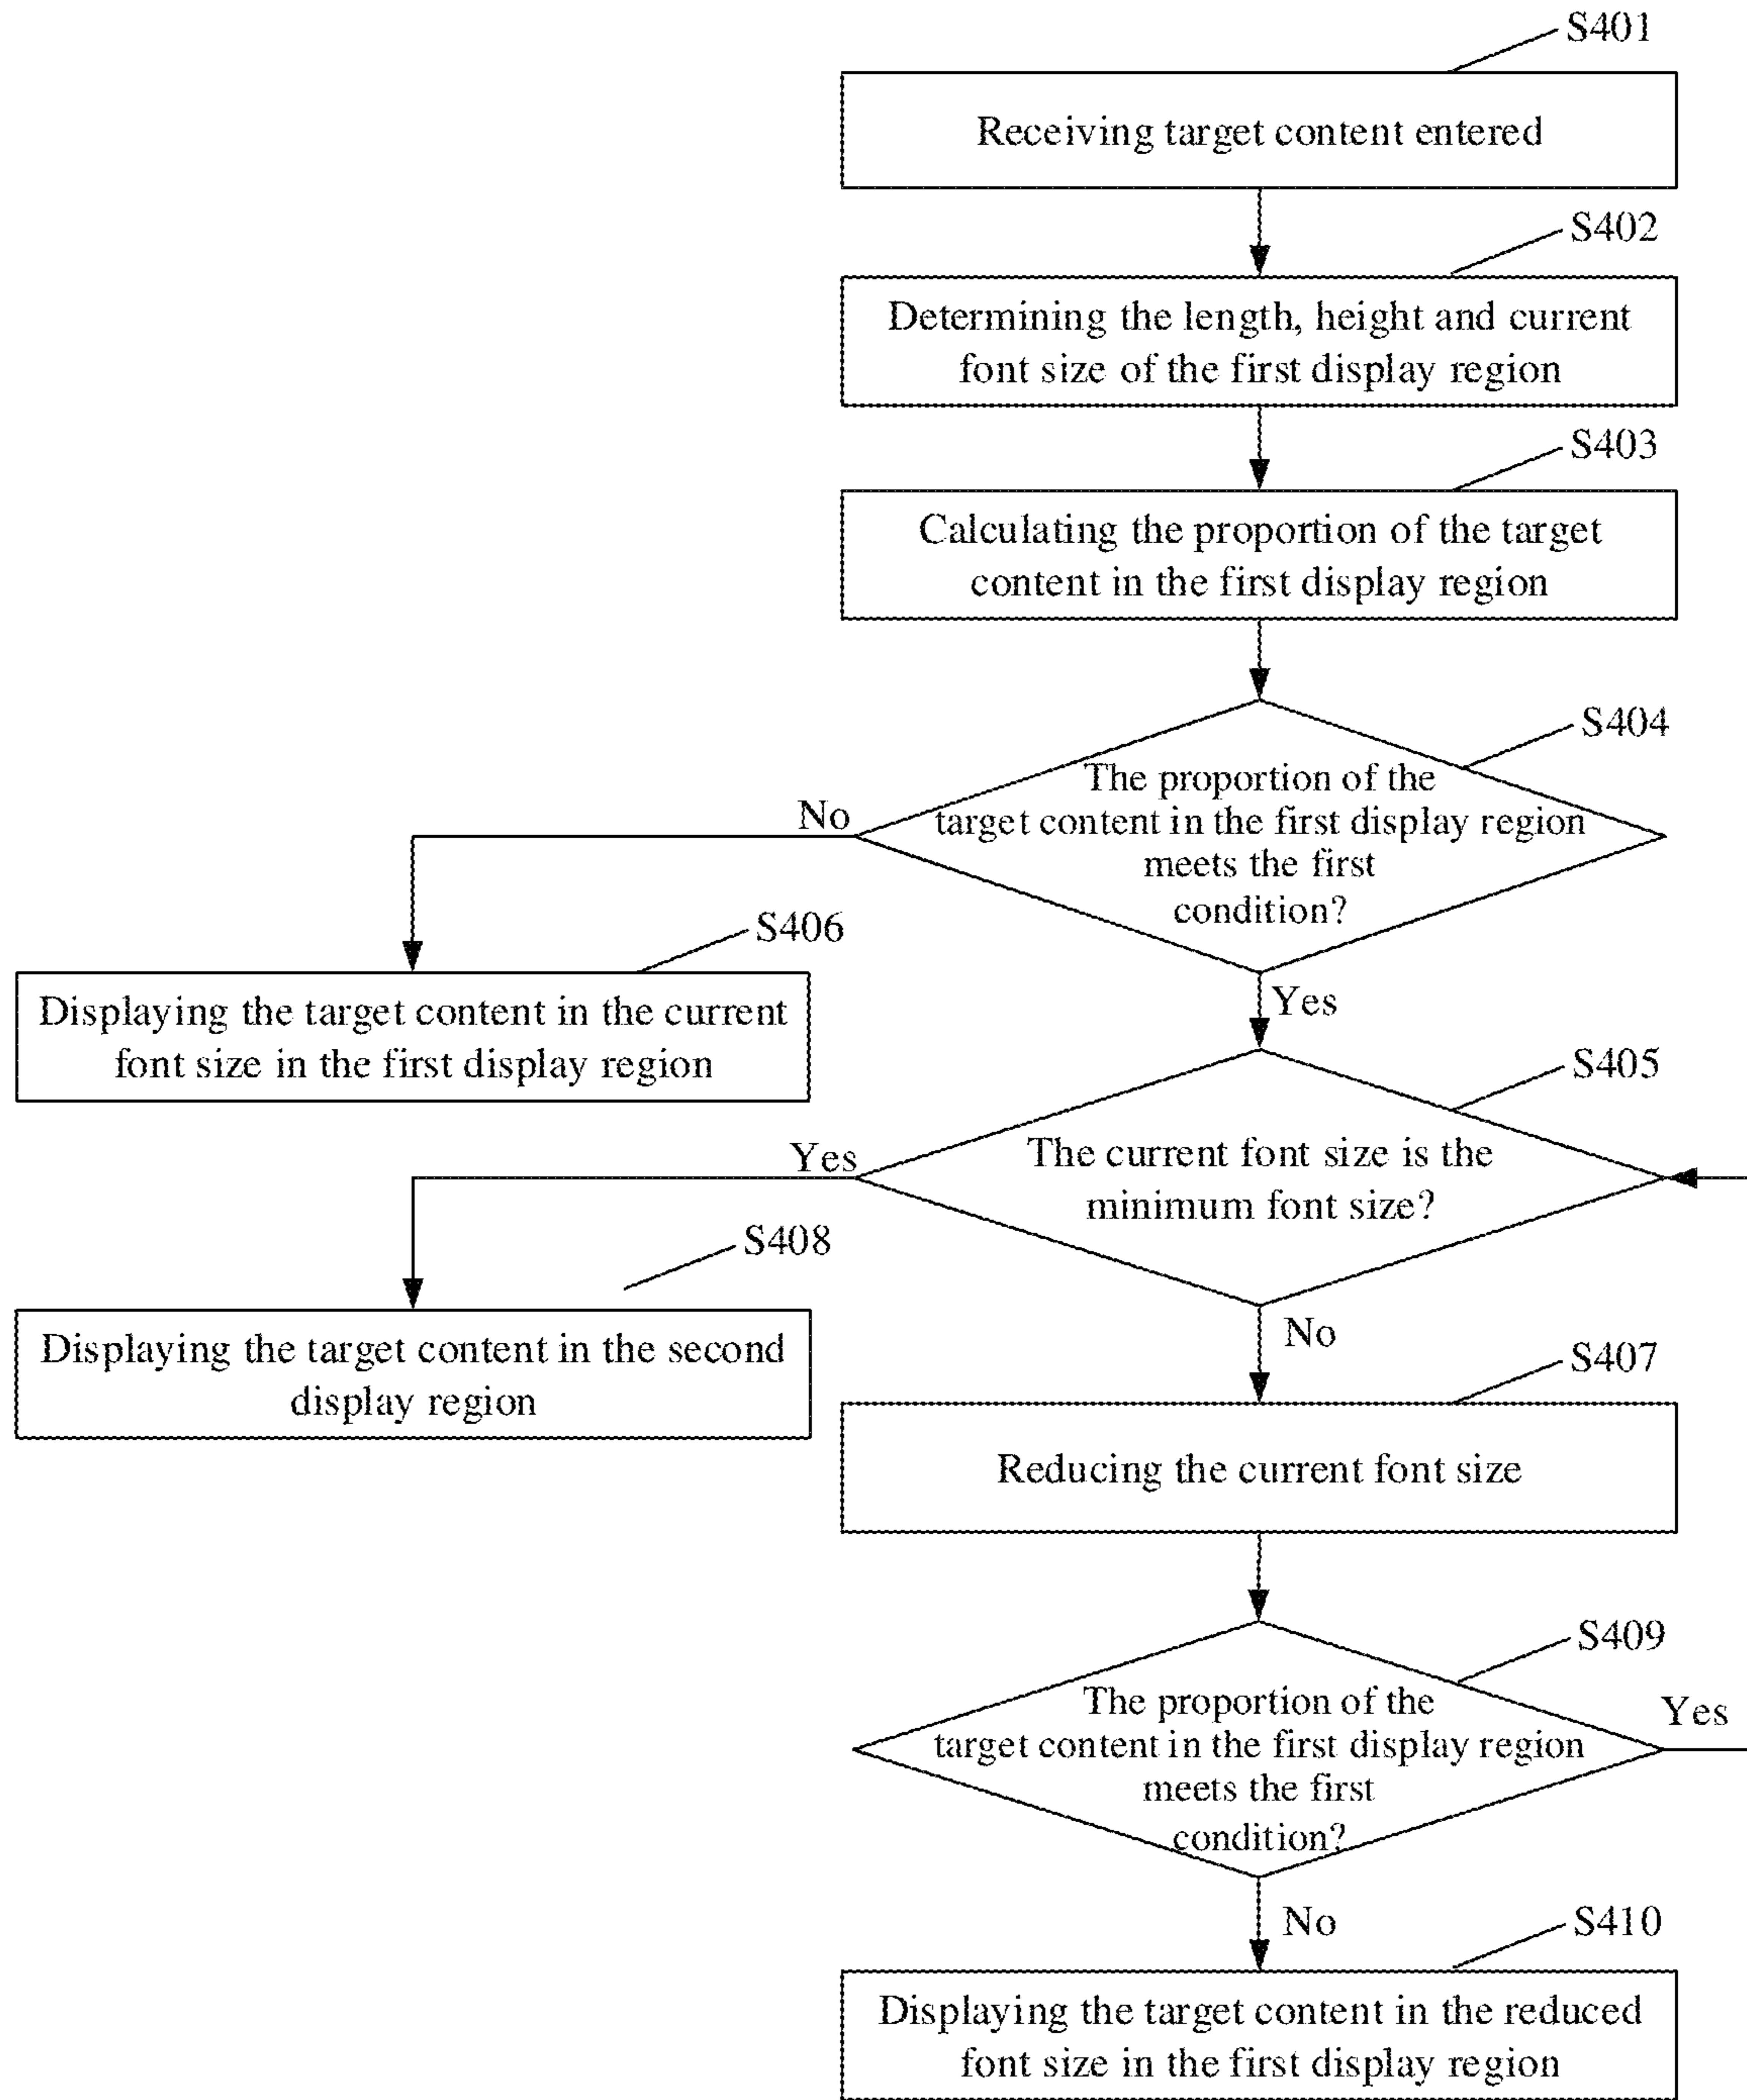 S401
Receiving target content entered
S402
Determining the length, height and current
font size of the first display region
S403
Calculating the proportion of the target
content in the first display region
S404
The proportion of the
target content in the first display region
meets the first
condition?
No
S406
Displaying the target content in the current
font size in the first display region
Yes
S405
The current font size is the
minimum font size?
Yes
S408
Displaying the target content in the second
display region
No
S407
Reducing the current font size
S409
The proportion of the
target content in the first display region
meets the first
condition?
Yes
No
S410
Displaying the target content in the reduced
font size in the first display region